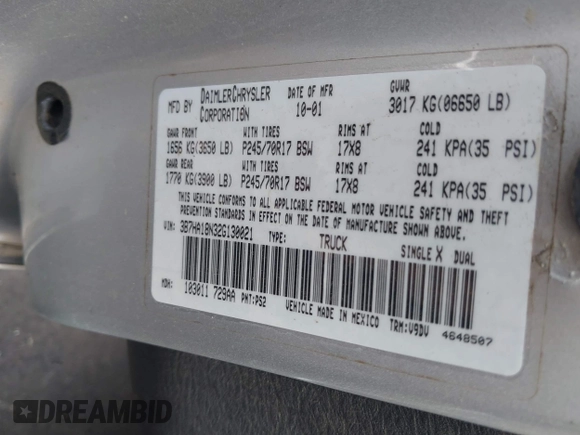 MFD BY DAIMLERCHRYSLER CORPORATION DATE OF MFR 10-01 GVWR 3017 KG(06650 LB)
GAWR FRONT WITH TIRES RIMS AT COLD
1656 KG(3650 LB) P245/70R17 BSW 17X8 241 KPA(35 PSI)
GAWR REAR WITH TIRES RIMS AT COLD
1770 KG(3900 LB) P245/70R17 BSW 17X8 241 KPA(35 PSI)
THIS VEHICLE CONFORMS TO ALL APPLICABLE FEDERAL MOTOR VEHICLE SAFETY AND THEFT
PREVENTION STANDARDS IN EFFECT ON THE DATE OF MANUFACTURE SHOWN ABOVE.
VIN: 3B7HA18N32G130021 TYPE: TRUCK SINGLE X DUAL
MDH: 103011 729AA PNT:PS2 VEHICLE MADE IN MEXICO TRM:V9DV 4648507
DREAMBID